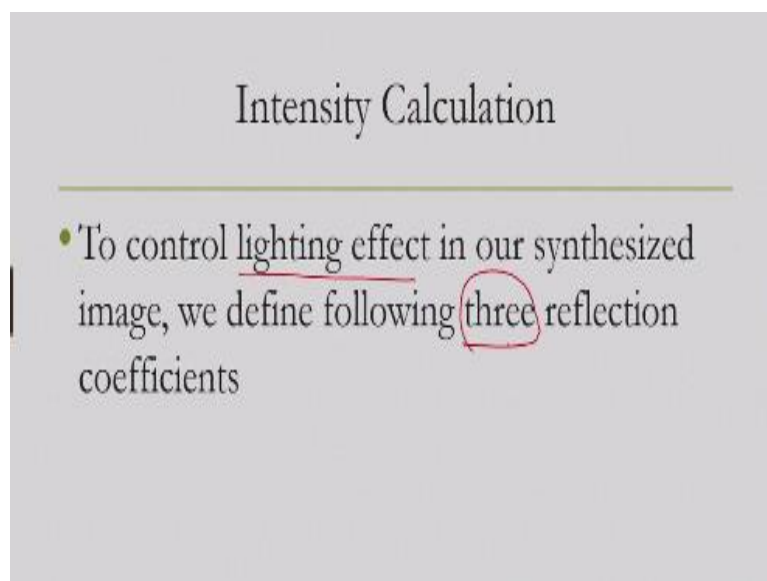 Intensity Calculation
• To control lighting effect in our synthesized
image, we define following three reflection
coefficients